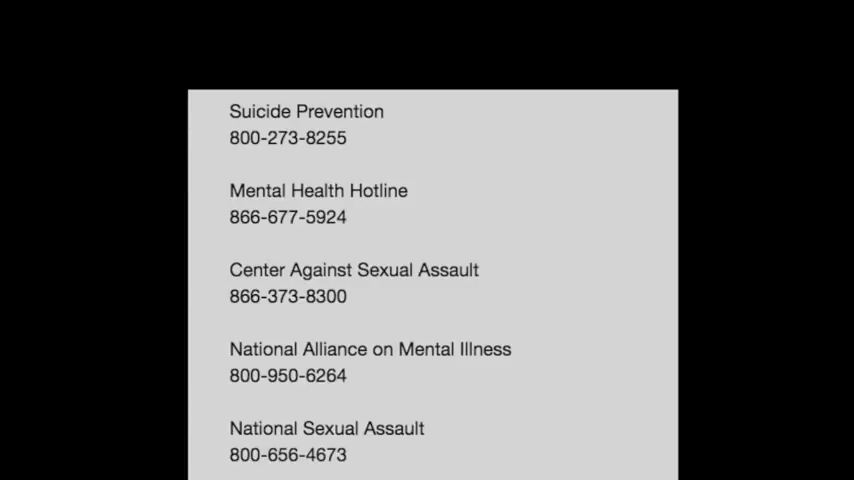 Suicide Prevention
800-273-8255
Mental Health Hotline
866-677-5924
Center Against Sexual Assault
866-373-8300
National Alliance on Mental Illness
800-950-6264
National Sexual Assault
800-656-4673